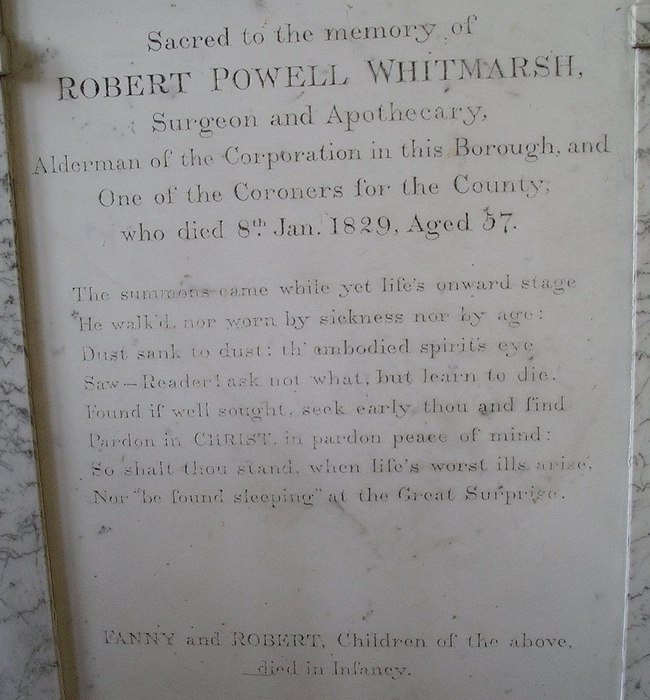 Sacred to the memory of
ROBERT POWELL WHITMARSH,
Surgeon and Apothecary,
Alderman of the Corporation in this Borough, and
One of the Coroners for the County,
who died 8th Jan. 1829, Aged 57.
The summons came while yet life's onward stage
He walk'd, nor worn by sickness nor by age:
Dust sank to dust; th' embodied spirit's eye
Saw — Reader! ask not what, but learn to die.
Found if well sought, seek early, thou and find
Pardon in CHRIST, in pardon peace of mind:
So shalt thou stand, when life's worst ills arise,
Nor "be found sleeping" at the Great Surprise.
FANNY and ROBERT, Children of the above,
died in Infancy.